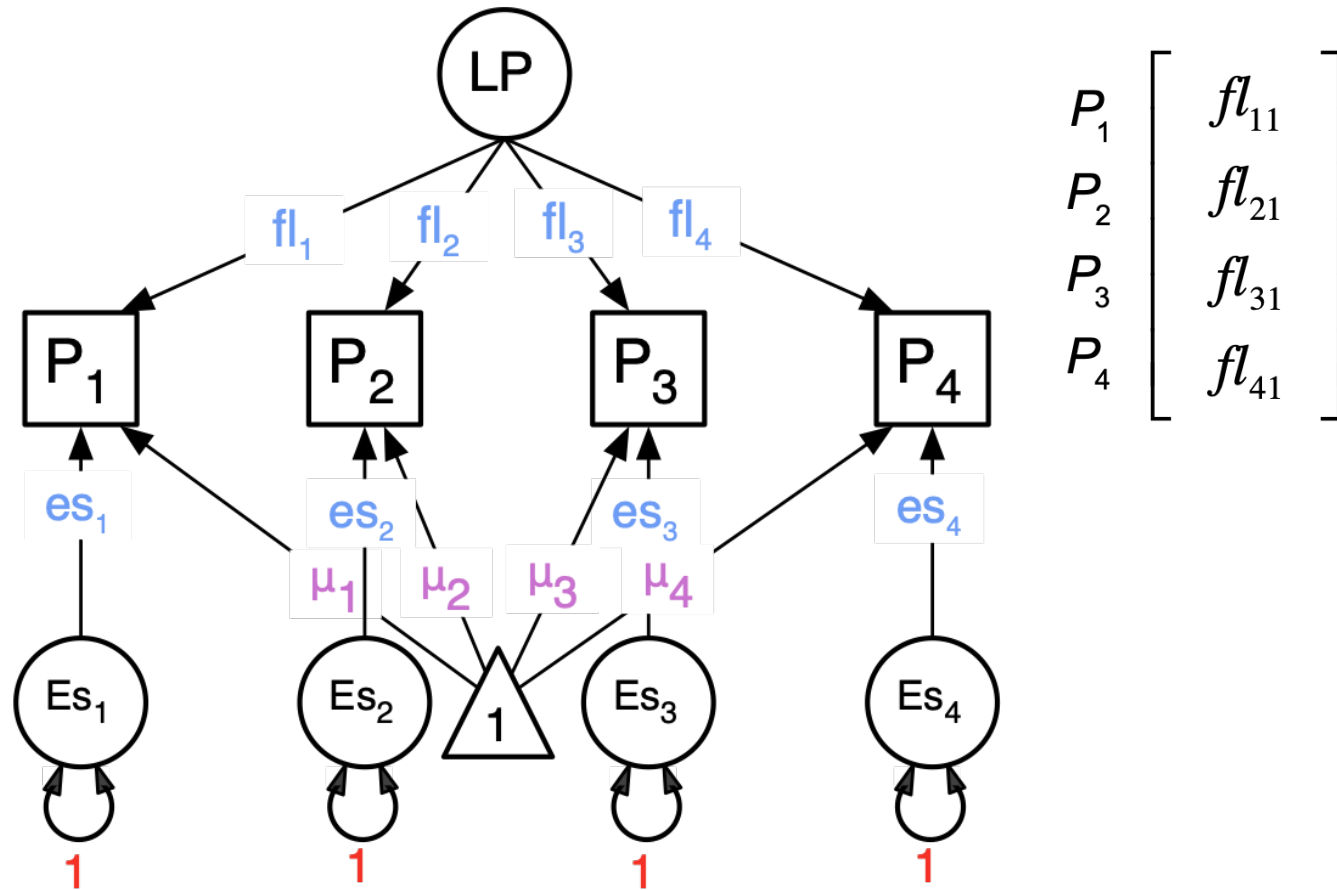 LP
fl1 fl2 fl3 fl4
P1 P2 P3 P4
es1 es2 es3 es4
μ1 μ2 μ3 μ4
Es1 Es2 1 Es3 Es4
1 1 1 1
P1 fl11
P2 fl21
P3 fl31
P4 fl41